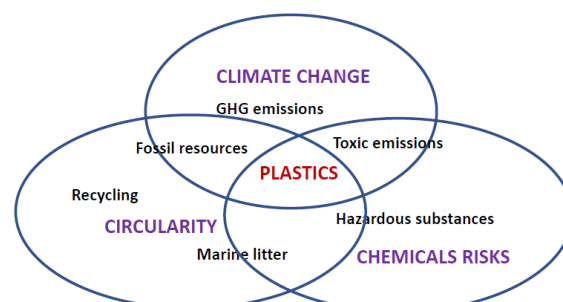 CLIMATE CHANGE
GHG emissions
Fossil resources
Toxic emissions
PLASTICS
Recycling
Hazardous substances
CIRCULARITY
Marine litter
CHEMICALS RISKS